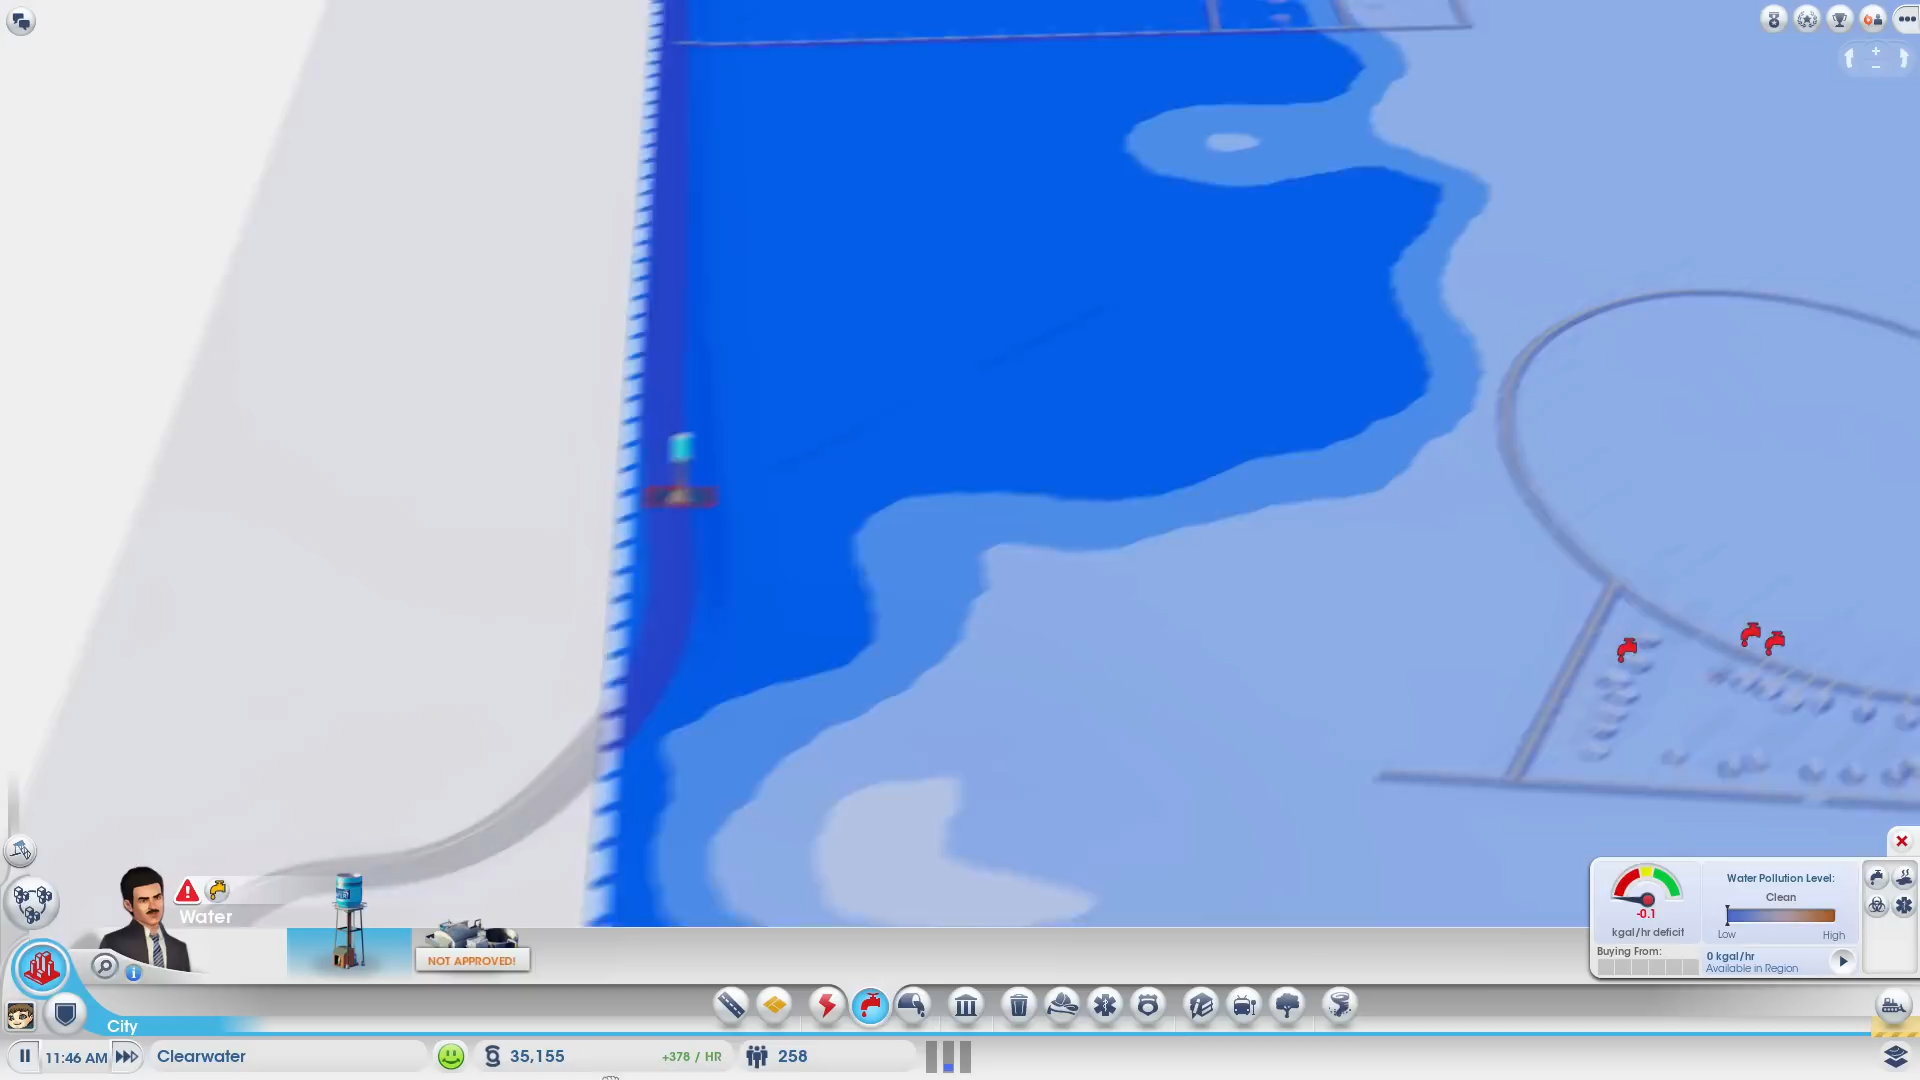 Water
NOT APPROVED!
-0.1
kgal/hr deficit
Water Pollution Level:
Clean
Low
High
Buying From:
0 kgal/hr
Available in Region
City
11:46 AM
Clearwater
35,155
+378 / HR
258